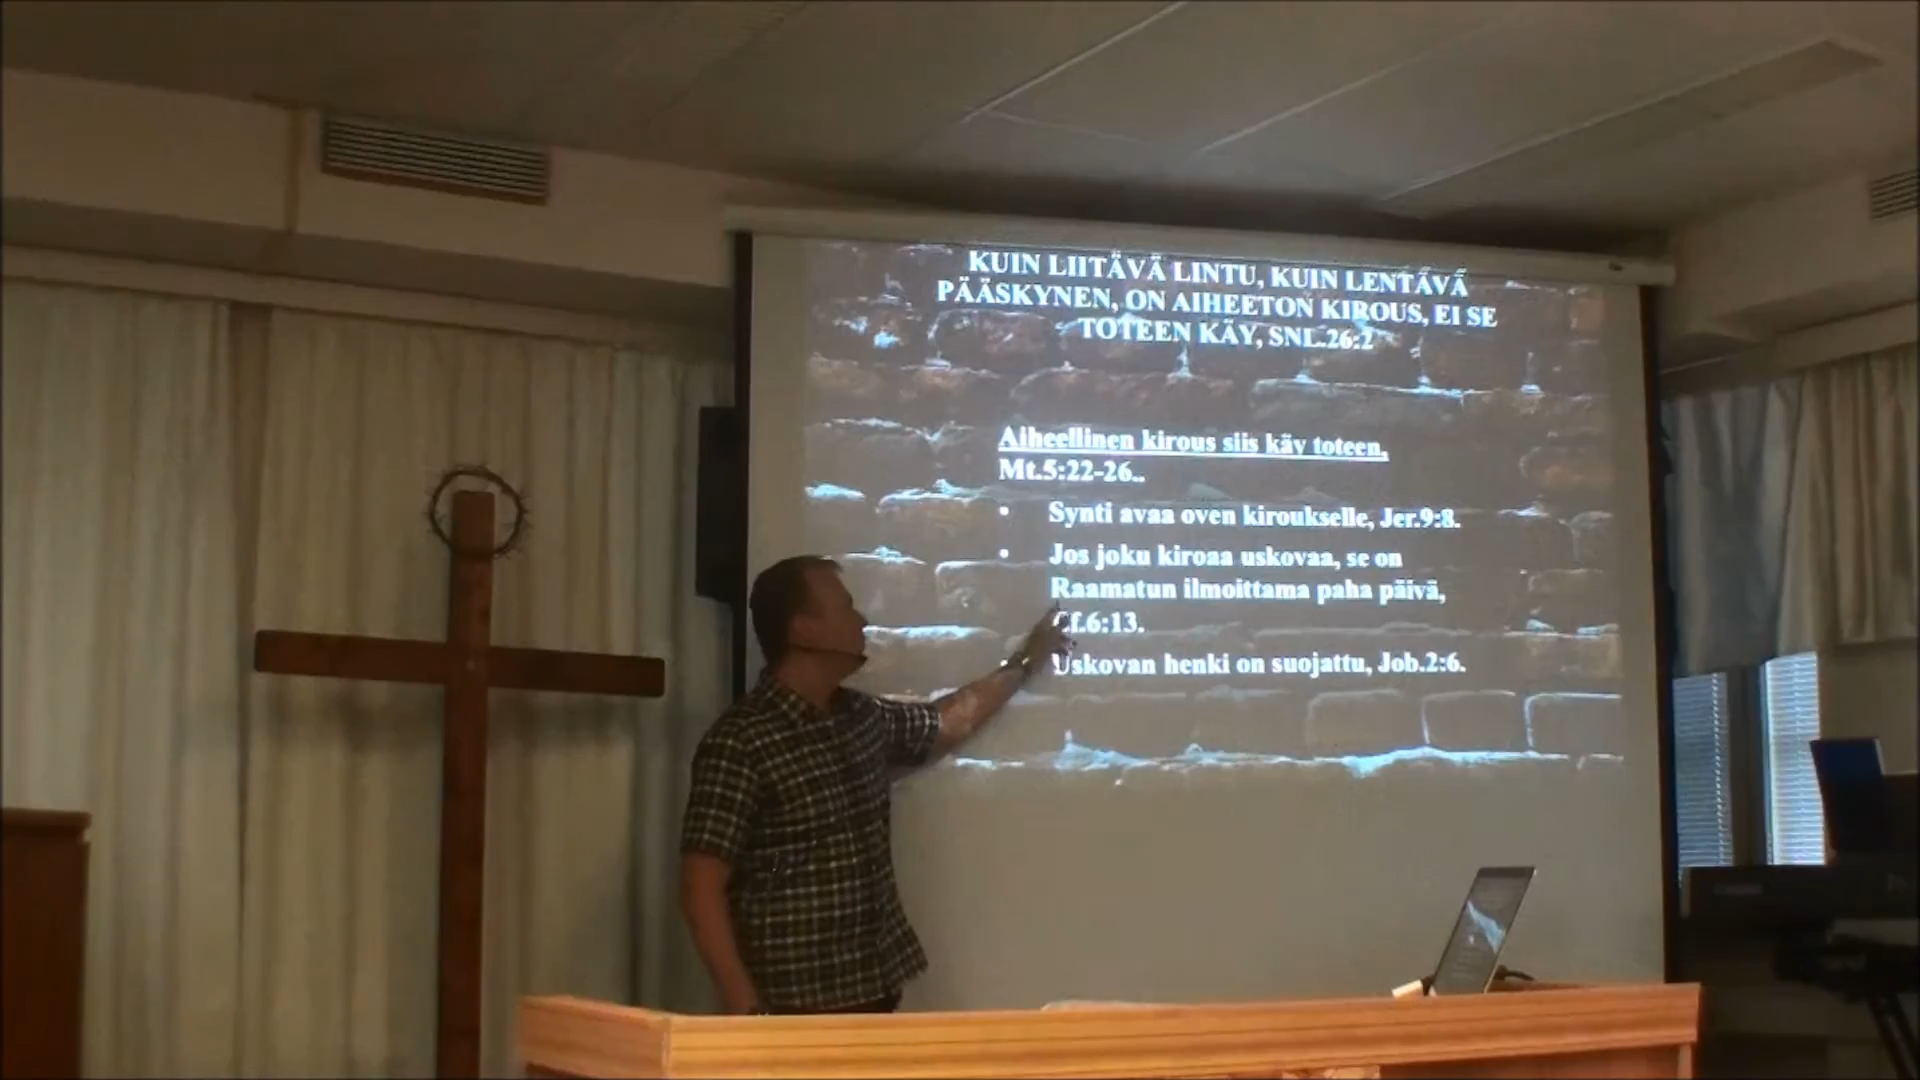 KUIN LIITÄVÄ LINTU, KUIN LENTÄVÄ
PÄÄSKYNEN, ON AIHEETON KIROUS, EI SE
TOTEEN KÄY, SNL.26:2
Aiheellinen kirous siis käy toteen,
Mt.5:22-26..
• Synti avaa oven kiroukselle, Jer.9:8.
• Jos joku kiroaa uskovaa, se on
Raamatun ilmoittama paha päivä,
Ef.6:13.
• Uskovan henki on suojattu, Job.2:6.